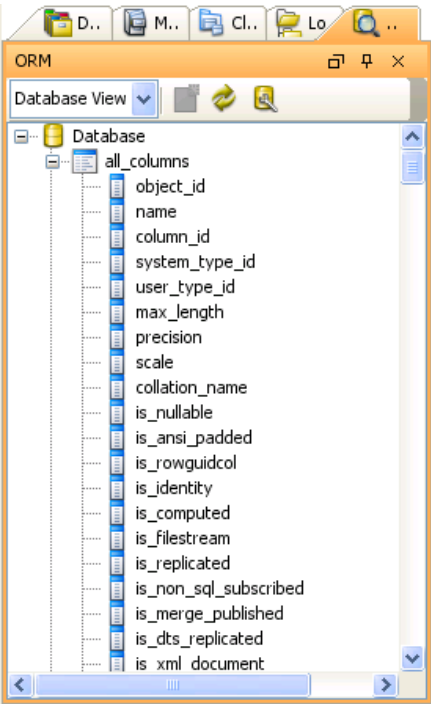 D.. M.. Cl.. Lo ..
ORM
Database View
Database
all_columns
object_id
name
column_id
system_type_id
user_type_id
max_length
precision
scale
collation_name
is_nullable
is_ansi_padded
is_rowguidcol
is_identity
is_computed
is_filestream
is_replicated
is_non_sql_subscribed
is_merge_published
is_dts_replicated
is_xml_document